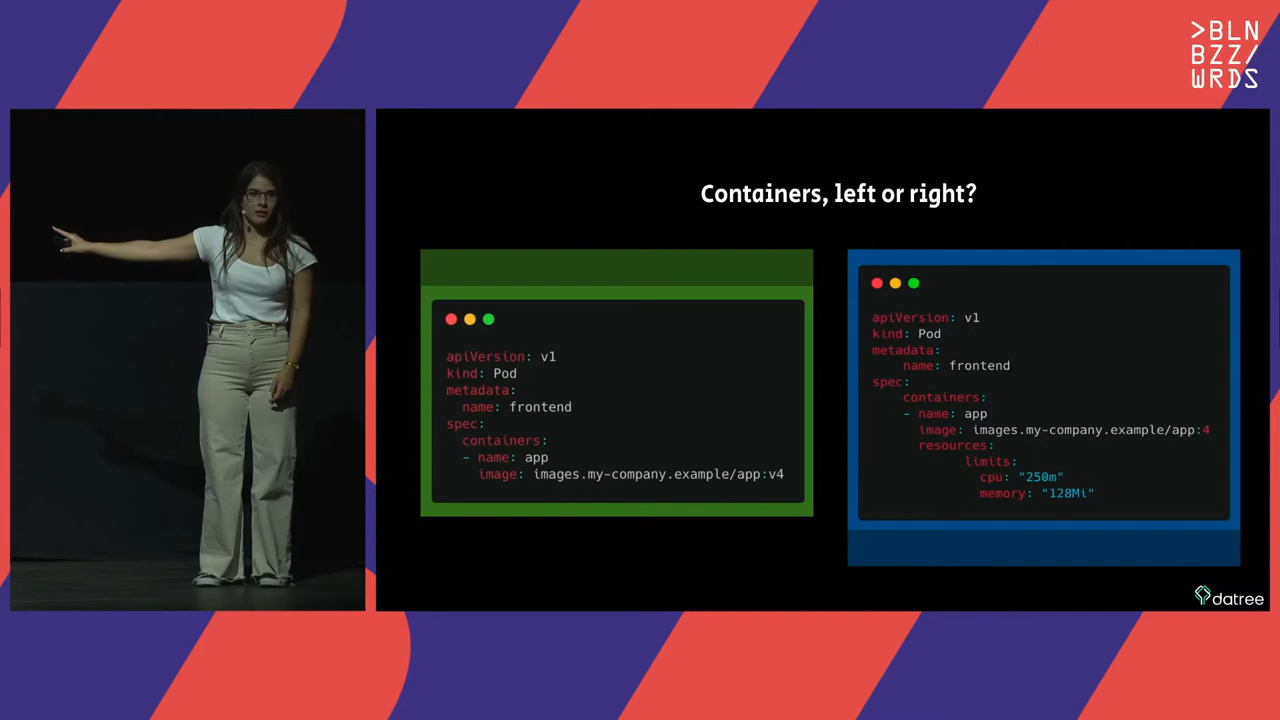 >BLN
BZZ/
WRDS
Containers, left or right?
apiVersion: v1
kind: Pod
metadata:
  name: frontend
spec:
  containers:
  - name: app
    image: images.my-company.example/app:v4
apiVersion: v1
kind: Pod
metadata:
    name: frontend
spec:
    containers:
    - name: app
      image: images.my-company.example/app:4
      resources:
            limits:
              cpu: "250m"
              memory: "128Mi"
datree